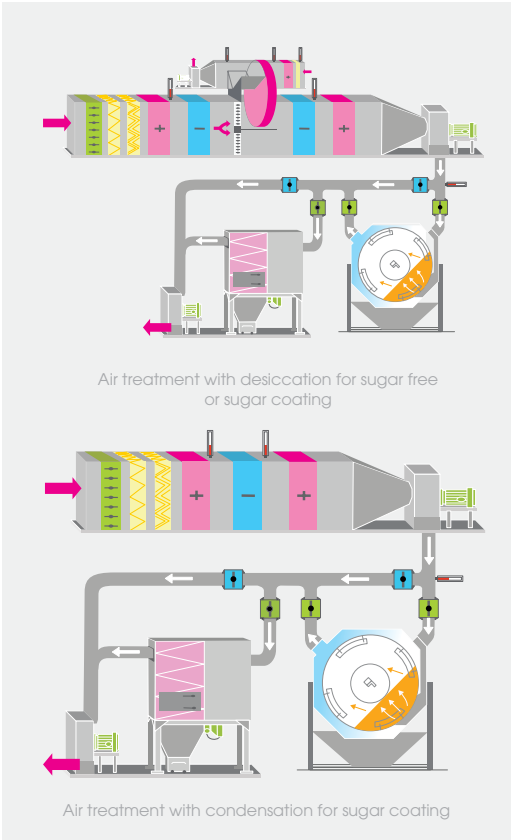 +
+
−
−
+
Air treatment with desiccation for sugar free
or sugar coating
+
−
+
Air treatment with condensation for sugar coating